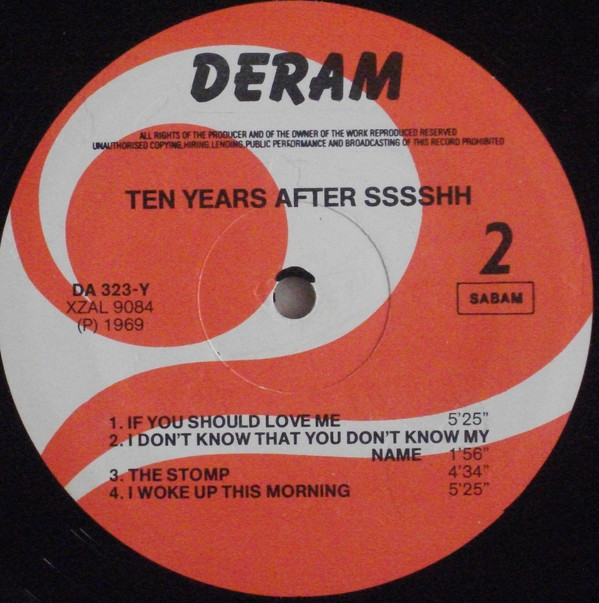 DERAM
ALL RIGHTS OF THE PRODUCER AND OF THE OWNER OF THE WORK REPRODUCED RESERVED
UNAUTHORISED COPYING, HIRING, LENDING, PUBLIC PERFORMANCE AND BROADCASTING OF THIS RECORD PROHIBITED
TEN YEARS AFTER SSSSHH
2
SABAM
DA 323-Y
XZAL 9084
(P) 1969
1. IF YOU SHOULD LOVE ME 5'25"
2. I DON'T KNOW THAT YOU DON'T KNOW MY
NAME 1'56"
3. THE STOMP 4'34"
4. I WOKE UP THIS MORNING 5'25"